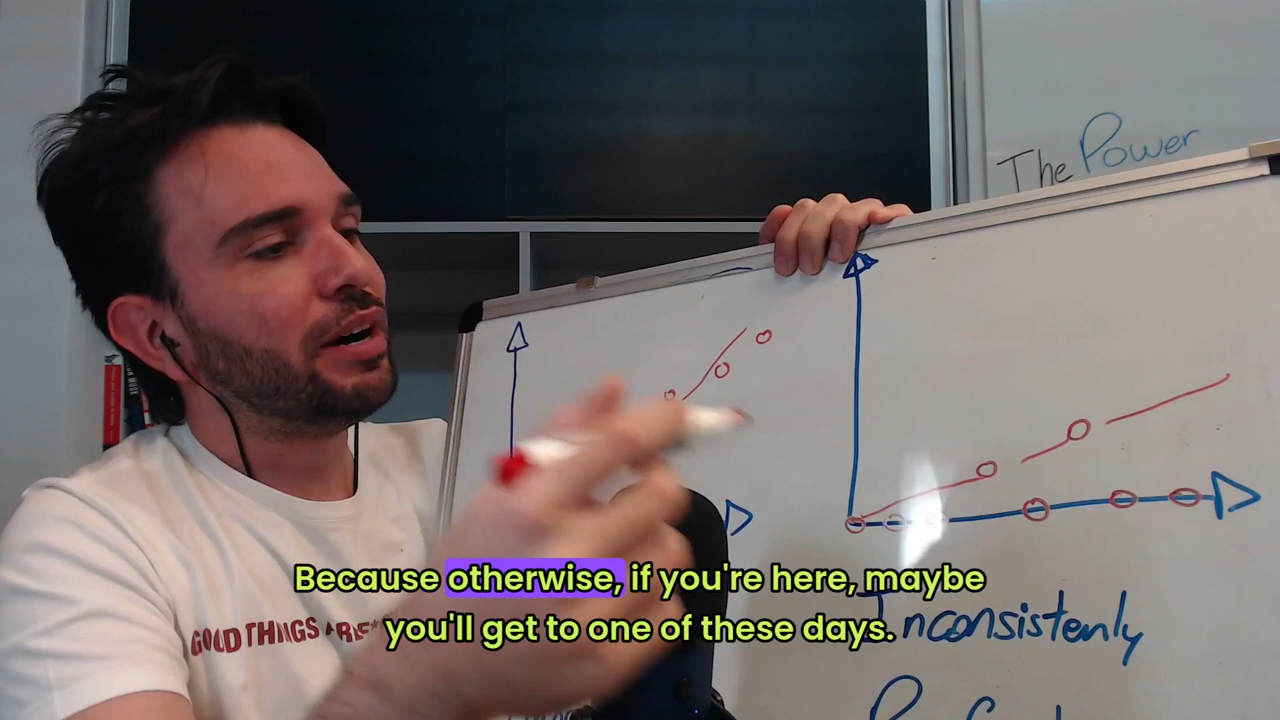 The Power
GOOD THINGS ARE
Because otherwise, if you're here, maybe
you'll get to one of these days.
Inconsistenly